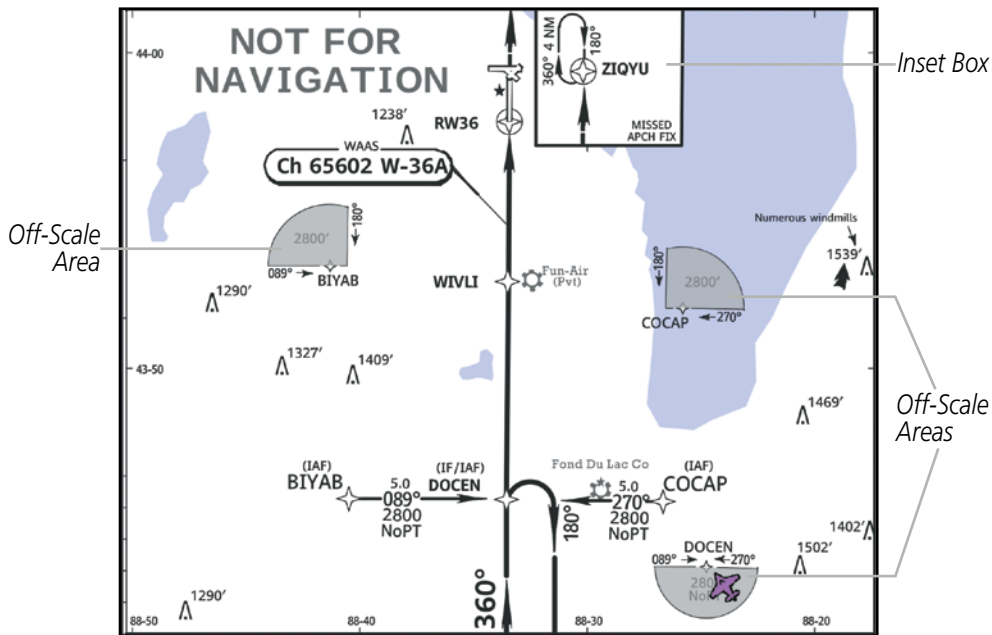 44-00
NOT FOR
NAVIGATION
360° 4 NM
180°
ZIQYU
MISSED
APCH FIX
Inset Box
1238'
RW36
WAAS
Ch 65602 W-36A
Off-Scale
Area
2800'
180°
089°
BIYAB
WIVLI
Fun-Air
(Pvt)
180°
2800'
COCAP
270°
Numerous windmills
1539'
1290'
43-50
1327'
1409'
1469'
Off-Scale
Areas
(IAF)
BIYAB
5.0
089°
2800
NoPT
(IF/IAF)
DOCEN
Fond Du Lac Co
5.0
270°
2800
NoPT
(IAF)
COCAP
180°
1402'
DOCEN
089°
270°
1502'
1290'
360°
88-50
88-40
88-30
88-20